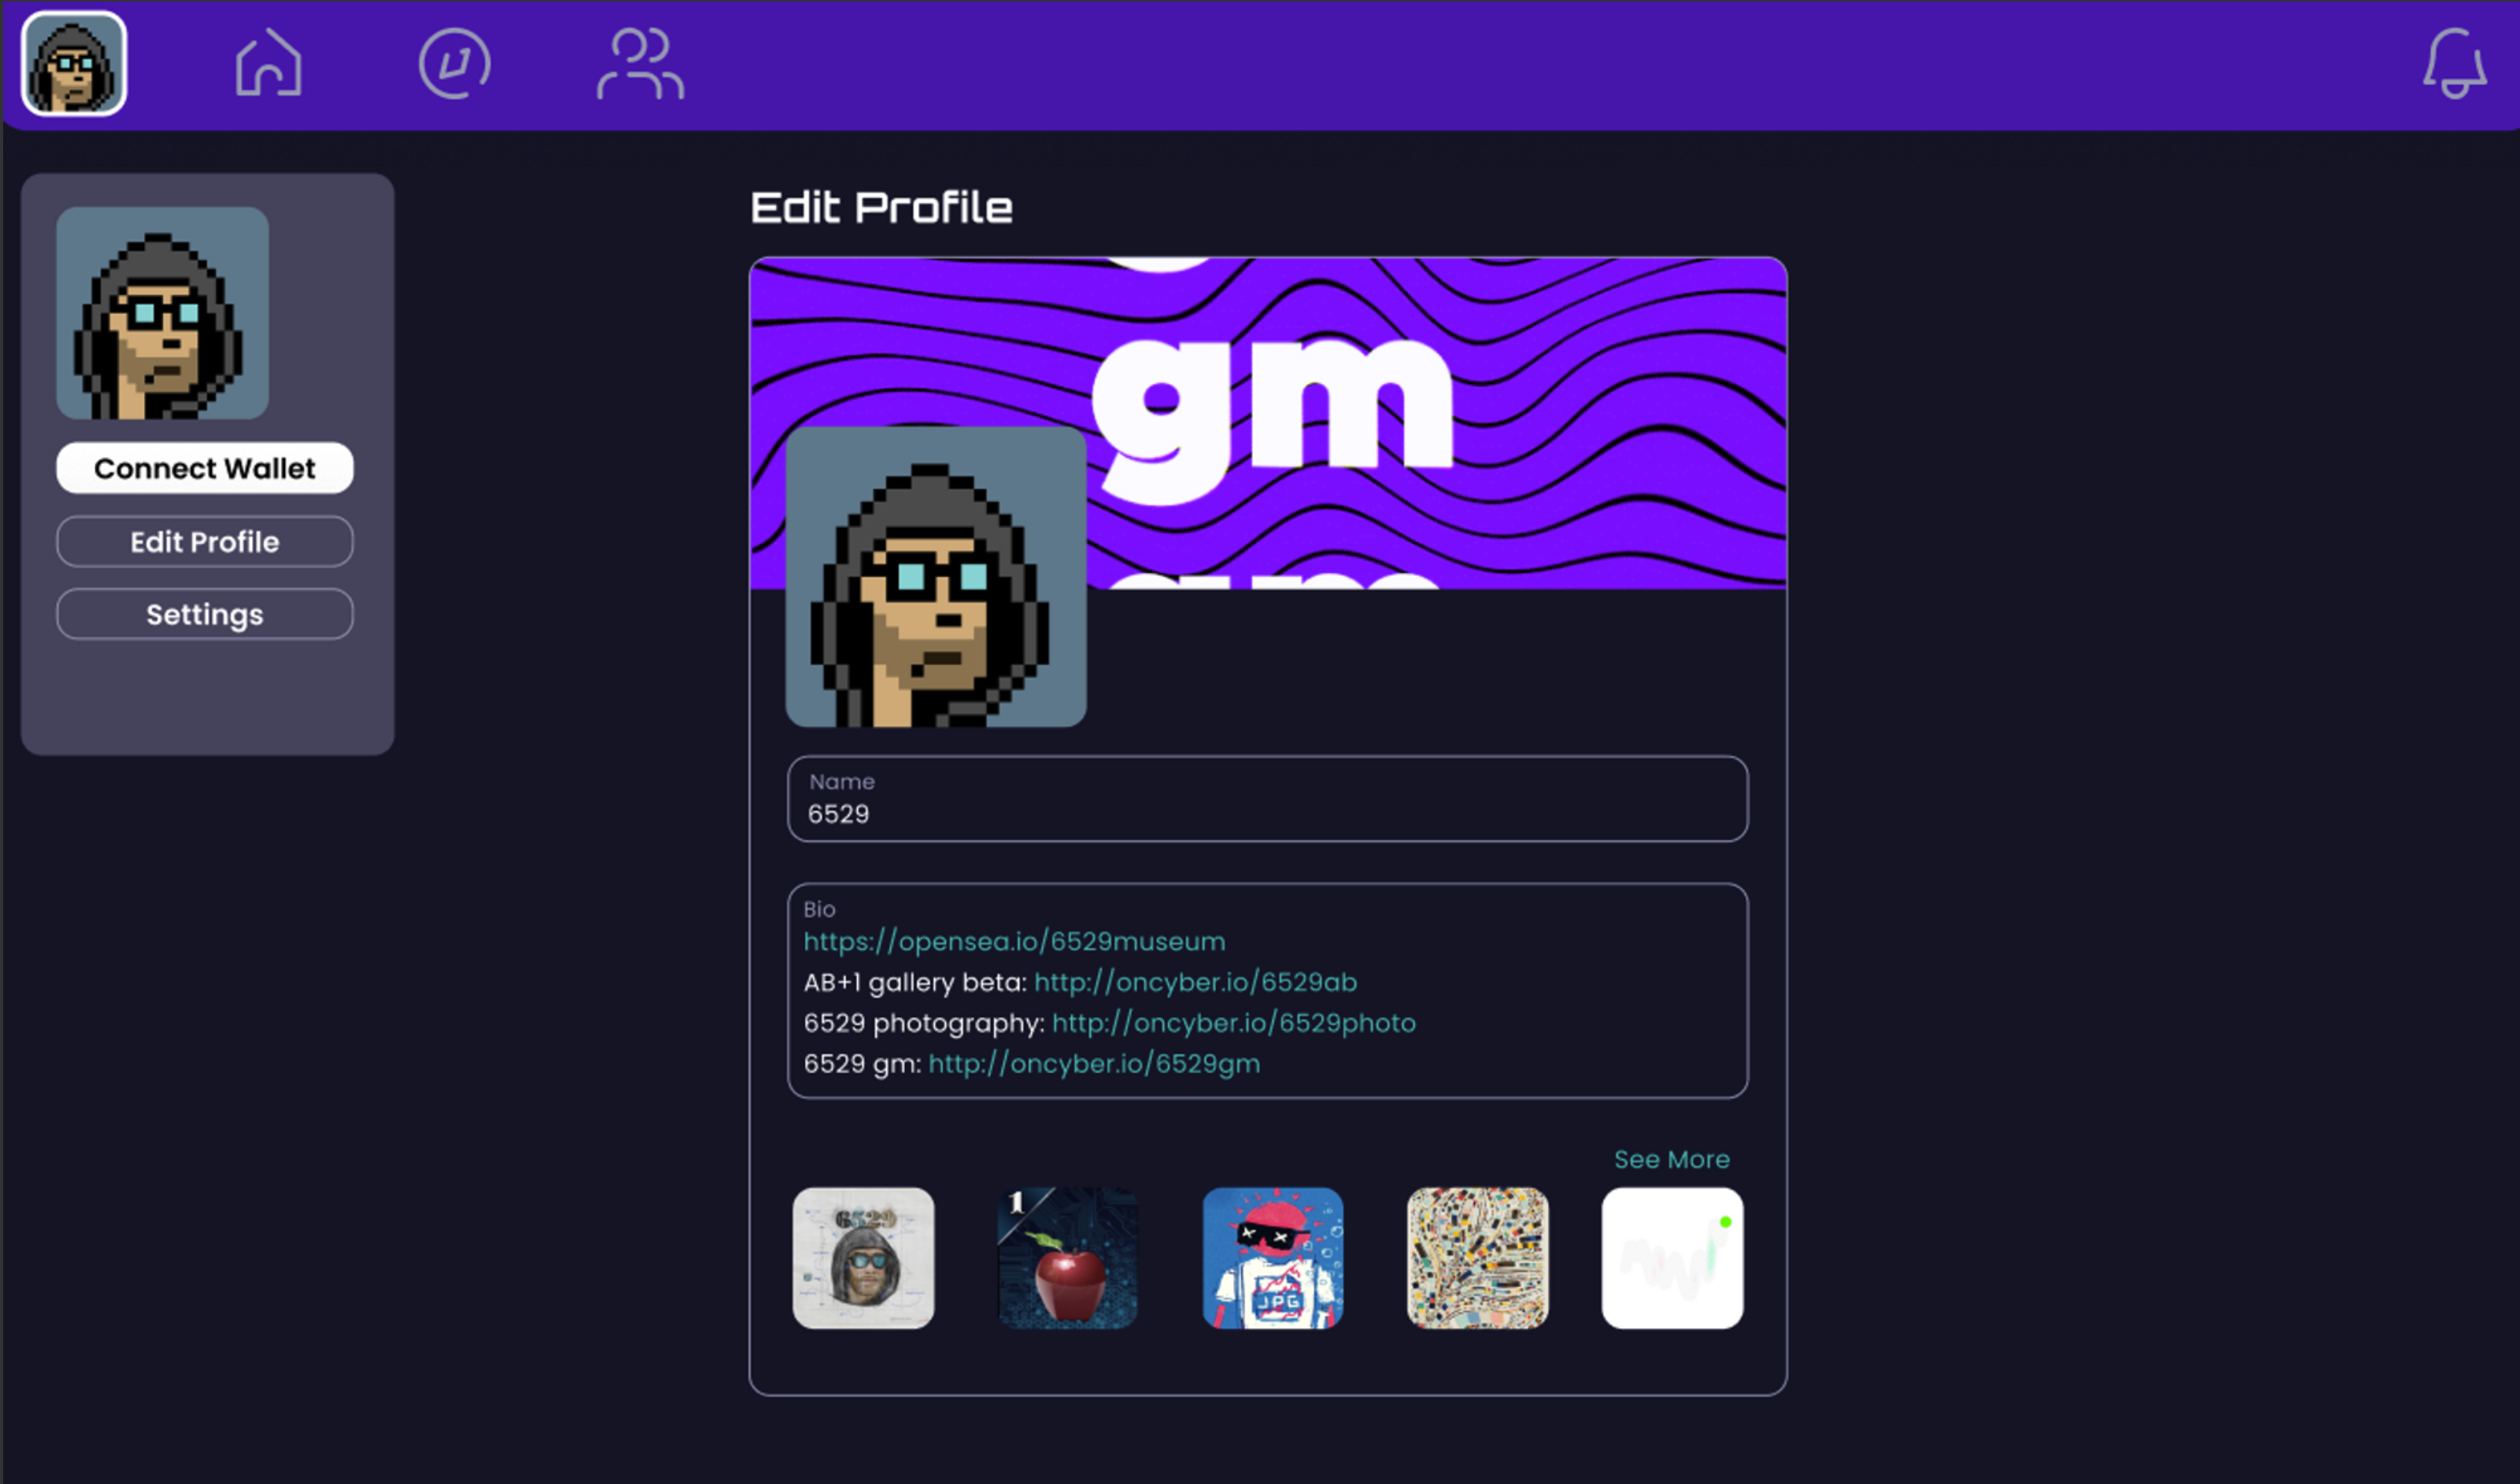 Edit Profile
gm
Connect Wallet
Edit Profile
Settings
Name
6529
Bio
https://opensea.io/6529museum
AB+1 gallery beta: http://oncyber.io/6529ab
6529 photography: http://oncyber.io/6529photo
6529 gm: http://oncyber.io/6529gm
See More
6529
1
JPG